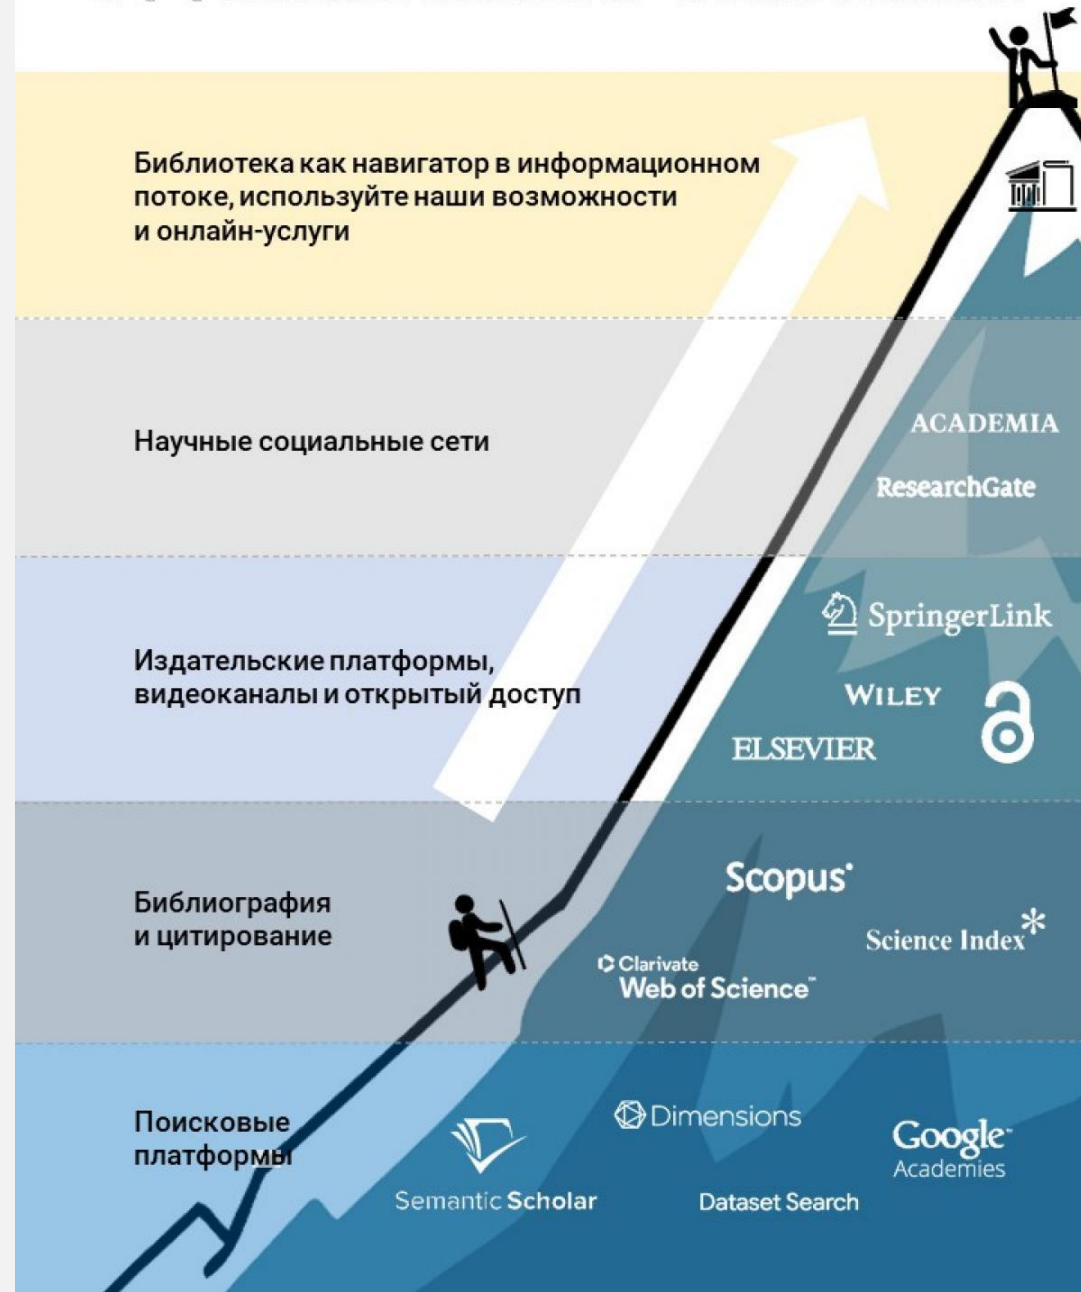 Библиотека как навигатор в информационном
потоке, используйте наши возможности
и онлайн-услуги
Научные социальные сети
ACADEMIA
ResearchGate
Издательские платформы,
видеоканалы и открытый доступ
SpringerLink
WILEY
ELSEVIER
Библиография
и цитирование
Scopus
Science Index
Clarivate
Web of Science™
Поисковые
платформы
Dimensions
Google™
Academies
Semantic Scholar
Dataset Search